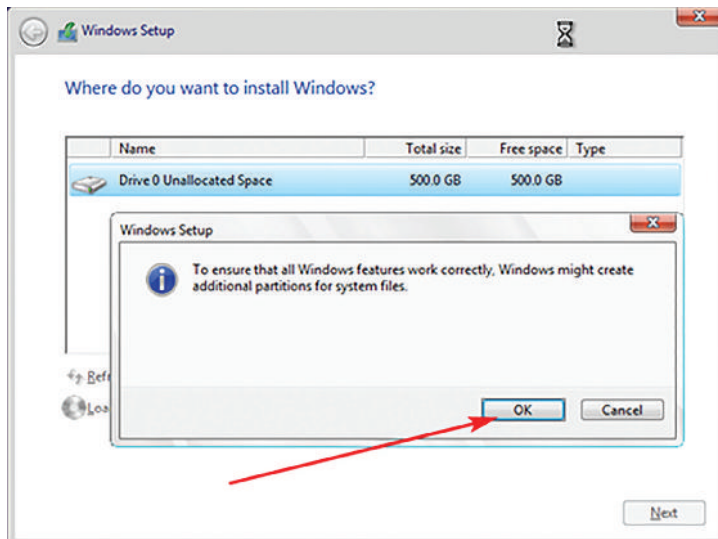 Windows Setup
Where do you want to install Windows?
Name Total size Free space Type
Drive 0 Unallocated Space 500.0 GB 500.0 GB
Windows Setup
To ensure that all Windows features work correctly, Windows might create
additional partitions for system files.
OK Cancel
Next